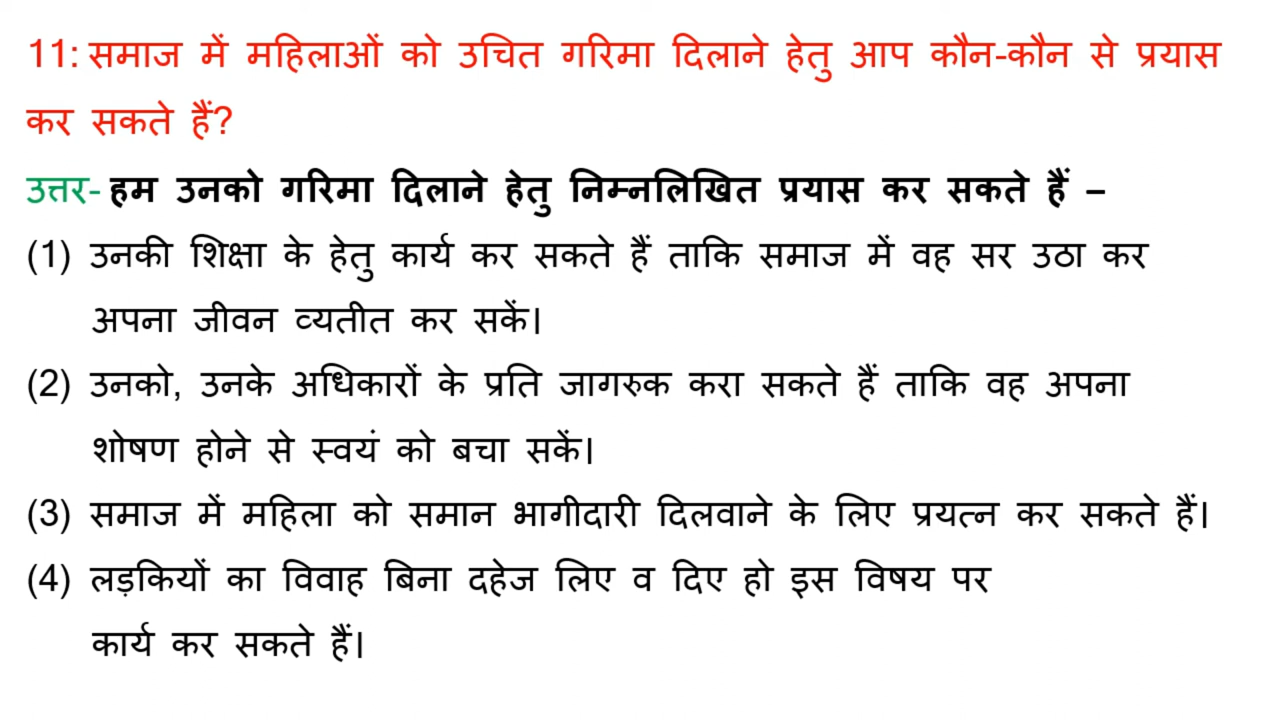 11: समाज में महिलाओं को उचित गरिमा दिलाने हेतु आप कौन-कौन से प्रयास
कर सकते हैं?
उत्तर- हम उनको गरिमा दिलाने हेतु निम्नलिखित प्रयास कर सकते हैं –
(1) उनकी शिक्षा के हेतु कार्य कर सकते हैं ताकि समाज में वह सर उठा कर
अपना जीवन व्यतीत कर सकें।
(2) उनको, उनके अधिकारों के प्रति जागरुक करा सकते हैं ताकि वह अपना
शोषण होने से स्वयं को बचा सकें।
(3) समाज में महिला को समान भागीदारी दिलवाने के लिए प्रयत्न कर सकते हैं।
(4) लड़कियों का विवाह बिना दहेज लिए व दिए हो इस विषय पर
कार्य कर सकते हैं।